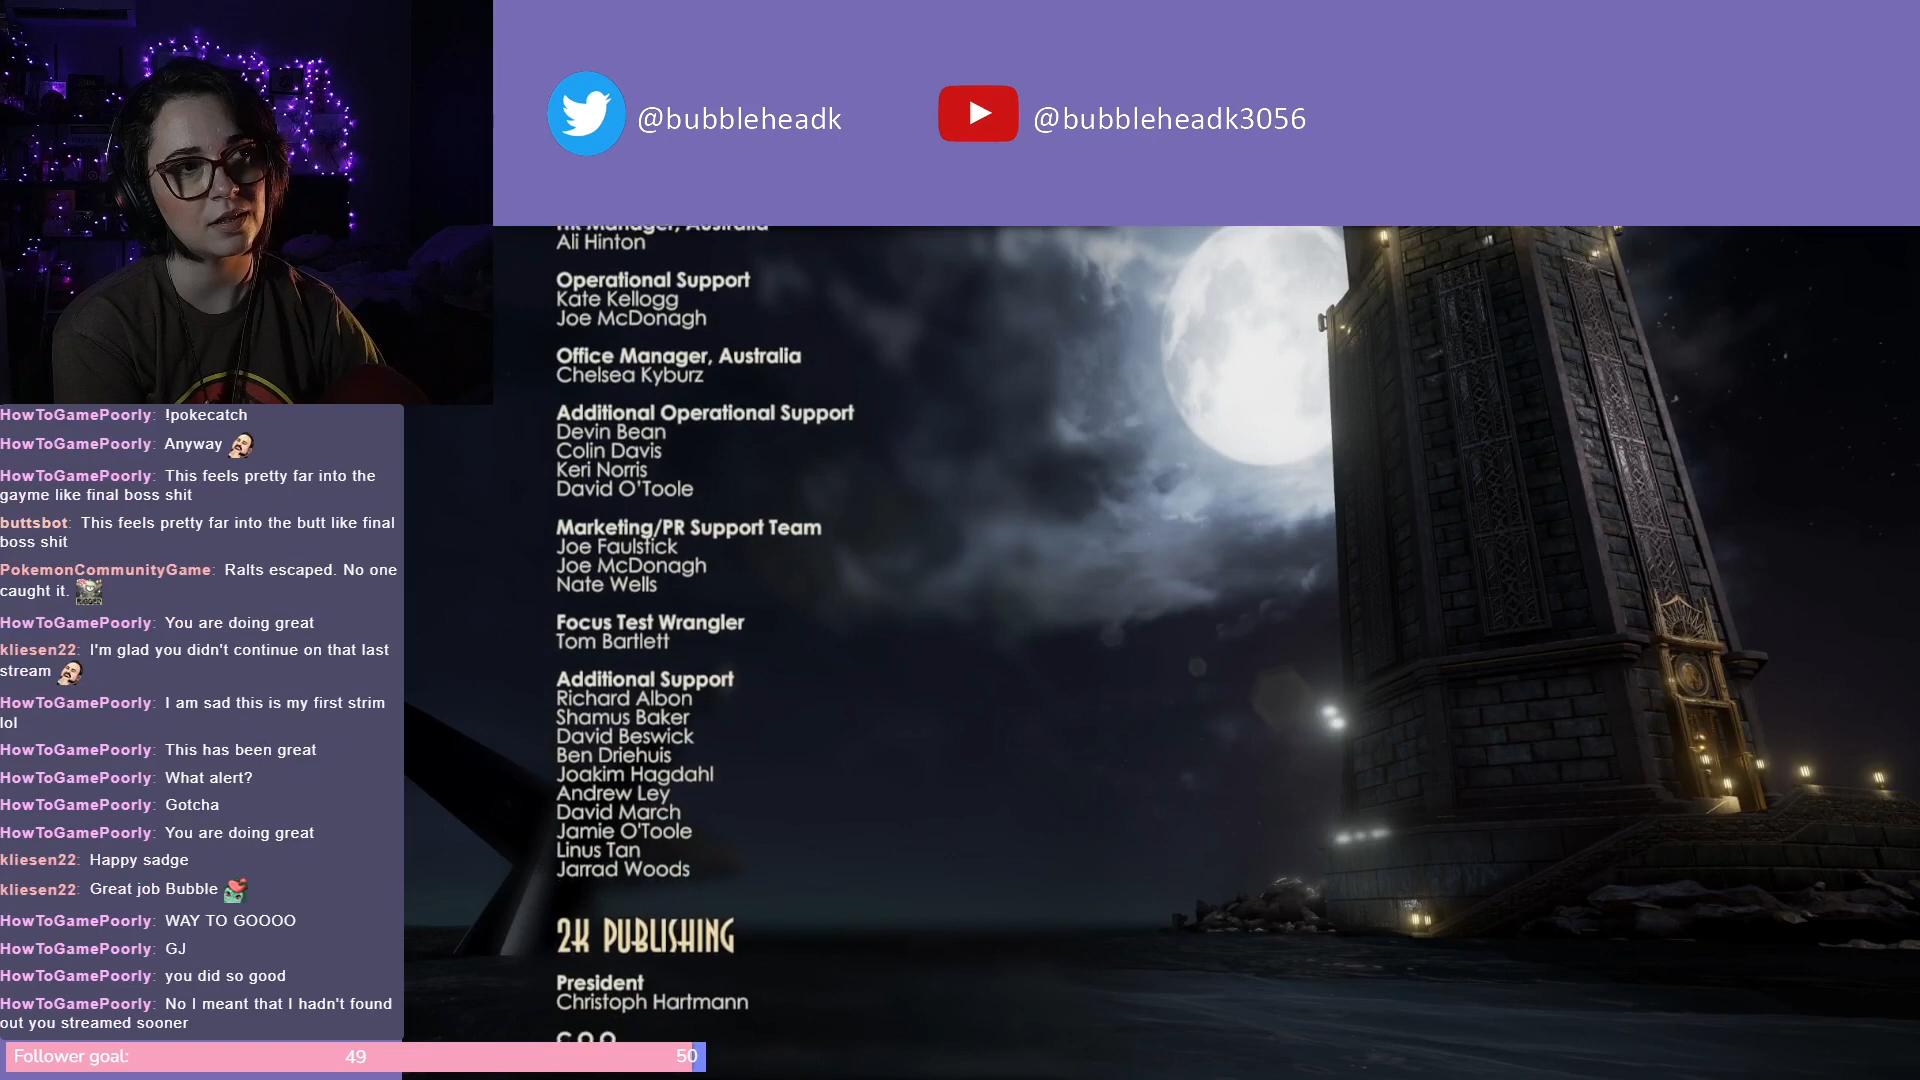 @bubbleheadk
@bubbleheadk3056
HR Manager, Australia
Ali Hinton
Operational Support
Kate Kellogg
Joe McDonagh
Office Manager, Australia
Chelsea Kyburz
Additional Operational Support
Devin Bean
Colin Davis
Keri Norris
David O'Toole
Marketing/PR Support Team
Joe Faulstick
Joe McDonagh
Nate Wells
Focus Test Wrangler
Tom Bartlett
Additional Support
Richard Albon
Shamus Baker
David Beswick
Ben Driehuis
Joakim Hagdahl
Andrew Ley
David March
Jamie O'Toole
Linus Tan
Jarrad Woods
2K PUBLISHING
President
Christoph Hartmann
C.O.O.
HowToGamePoorly: !pokecatch
HowToGamePoorly: Anyway
HowToGamePoorly: This feels pretty far into the
gayme like final boss shit
buttsbot: This feels pretty far into the butt like final
boss shit
PokemonCommunityGame: Ralts escaped. No one
caught it.
HowToGamePoorly: You are doing great
kliesen22: I'm glad you didn't continue on that last
stream
HowToGamePoorly: I am sad this is my first strim
lol
HowToGamePoorly: This has been great
HowToGamePoorly: What alert?
HowToGamePoorly: Gotcha
HowToGamePoorly: You are doing great
kliesen22: Happy sadge
kliesen22: Great job Bubble
HowToGamePoorly: WAY TO GOOOO
HowToGamePoorly: GJ
HowToGamePoorly: you did so good
HowToGamePoorly: No I meant that I hadn't found
out you streamed sooner
Follower goal: 49 50